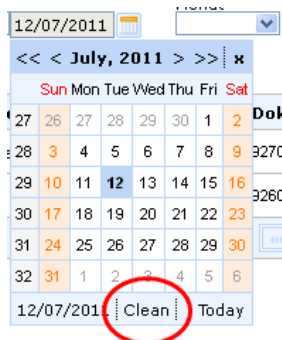 12/07/2011
<< < July, 2011 > >> x
Sun Mon Tue Wed Thu Fri Sat
27 26 27 28 29 30 1 2
28 3 4 5 6 7 8 9 9270
29 10 11 12 13 14 15 16
30 17 18 19 20 21 22 23
31 24 25 26 27 28 29 30
32 31 1 2 3 4 5 6
12/07/2011 Clean Today
Dok
9260